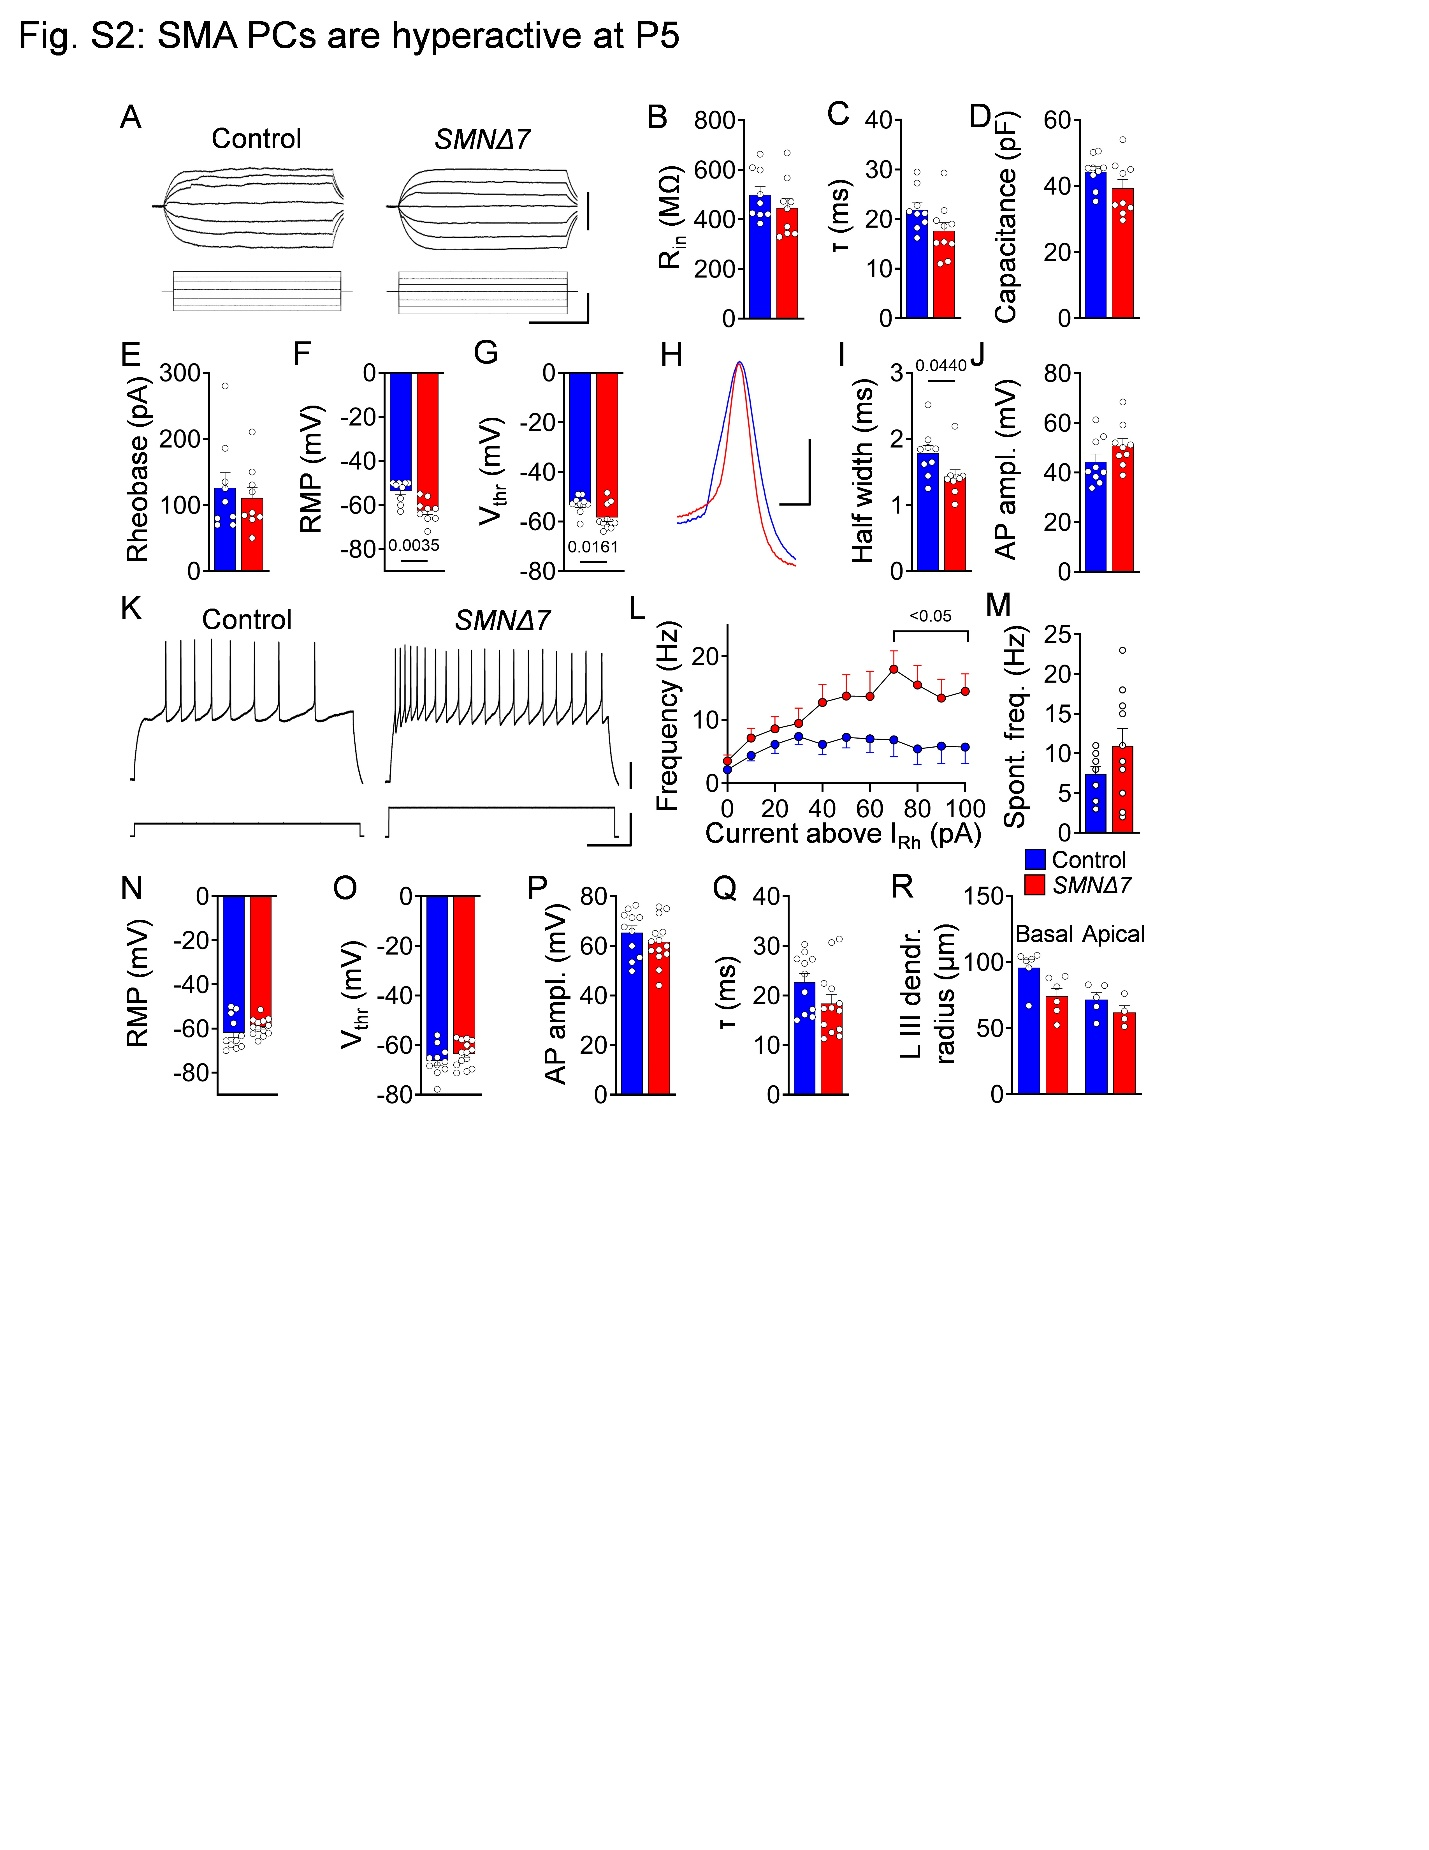 Fig. S2: SMA PCs are hyperactive at P5
A
Control
SMNΔ7
B
Rin (MΩ)
800
600
400
200
0
C
τ (ms)
40
30
20
10
0
D
Capacitance (pF)
60
40
20
0
E
Rheobase (pA)
300
200
100
0
F
RMP (mV)
0
-20
-40
-60
-80
0.0035
G
Vthr (mV)
0
-20
-40
-60
-80
0.0161
H
I
Half width (ms)
3
2
1
0
0.0440
J
AP ampl. (mV)
80
60
40
20
0
K
Control
SMNΔ7
L
Frequency (Hz)
20
10
0
<0.05
0 20 40 60 80 100
Current above IRh (pA)
M
Spont. freq. (Hz)
25
20
15
10
5
0
Control
SMNΔ7
N
RMP (mV)
0
-20
-40
-60
-80
O
Vthr (mV)
0
-20
-40
-60
-80
P
AP ampl. (mV)
80
60
40
20
0
Q
τ (ms)
40
30
20
10
0
R
L III dendr.
radius (μm)
150
100
50
0
Basal Apical